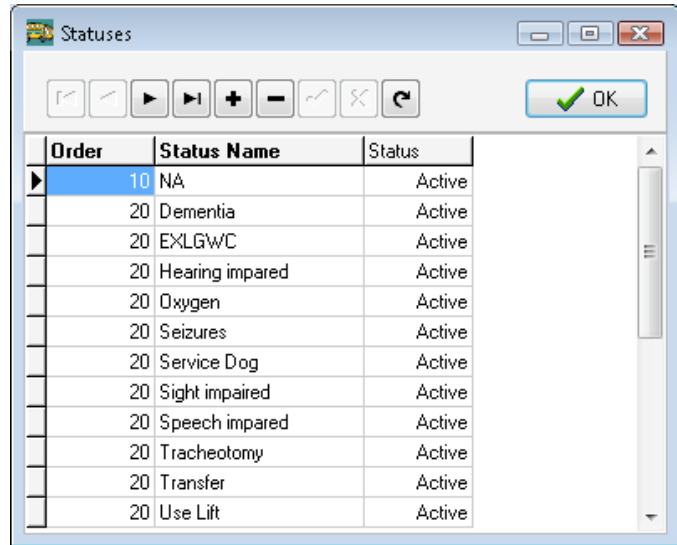 Statuses
OK
Order Status Name Status
10 NA Active
20 Dementia Active
20 EXLGWC Active
20 Hearing impared Active
20 Oxygen Active
20 Seizures Active
20 Service Dog Active
20 Sight impaired Active
20 Speech impared Active
20 Tracheotomy Active
20 Transfer Active
20 Use Lift Active